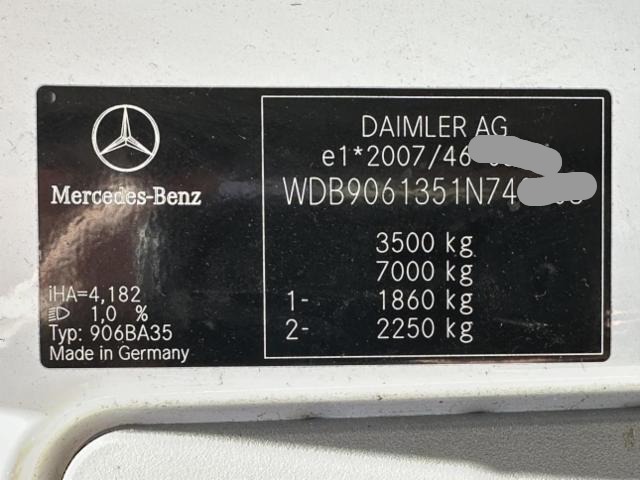 Mercedes-Benz
iHA=4,182
1,0 %
Typ: 906BA35
Made in Germany
DAIMLER AG
e1*2007/46
WDB9061351N74
3500 kg
7000 kg
1- 1860 kg
2- 2250 kg